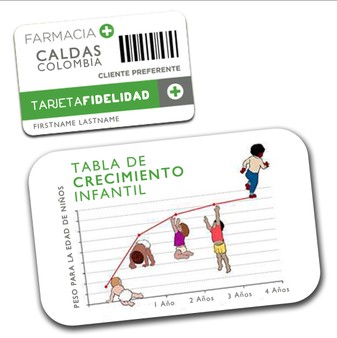 FARMACIA
CALDAS
COLOMBIA
CLIENTE PREFERENTE
TARJETAFIDELIDAD
FIRSTNAME LASTNAME
TABLA DE
CRECIMIENTO
INFANTIL
PESO PARA LA EDAD DE NIÑOS
1 Año
2 Años
3 Años
4 Años